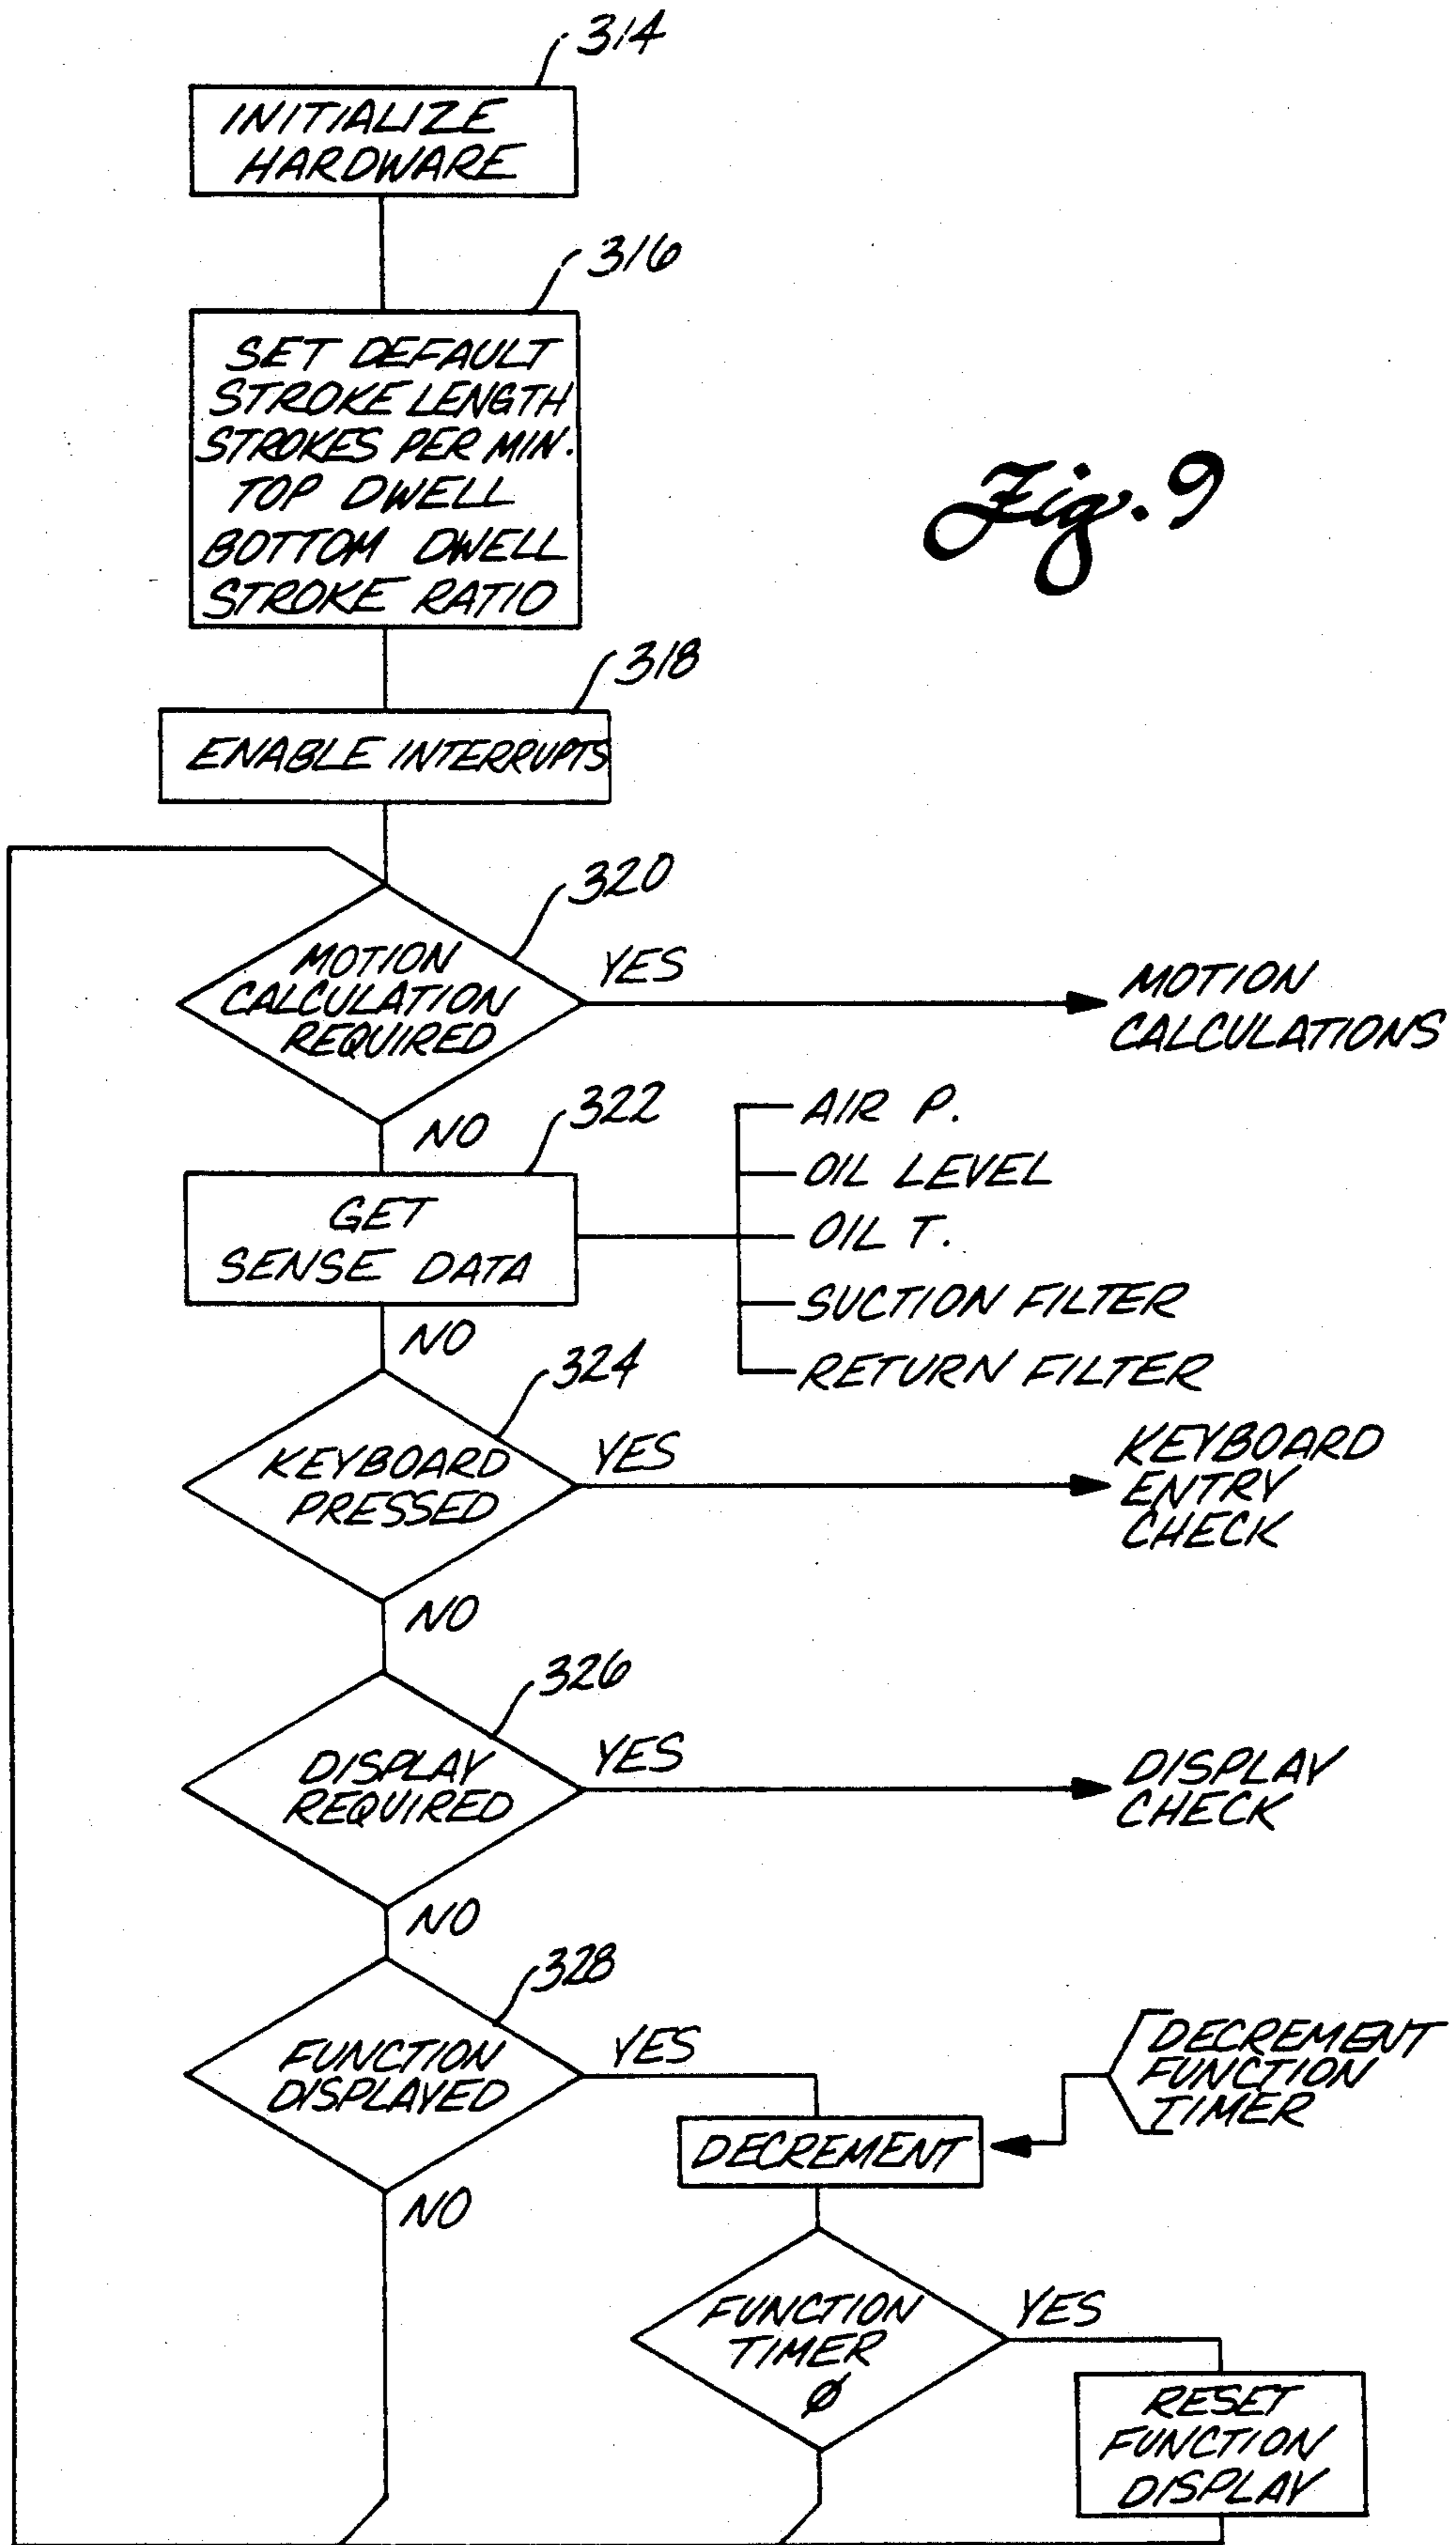 314
INITIALIZE
HARDWARE
316
SET DEFAULT
STROKE LENGTH
STROKES PER MIN.
TOP DWELL
BOTTOM DWELL
STROKE RATIO
Fig. 9
318
ENABLE INTERRUPTS
320
MOTION
CALCULATION
REQUIRED
YES
MOTION
CALCULATIONS
NO
322
GET
SENSE DATA
AIR P.
OIL LEVEL
OIL T.
SUCTION FILTER
RETURN FILTER
NO
324
KEYBOARD
PRESSED
YES
KEYBOARD
ENTRY
CHECK
NO
326
DISPLAY
REQUIRED
YES
DISPLAY
CHECK
NO
328
FUNCTION
DISPLAYED
YES
DECREMENT
FUNCTION
TIMER
DECREMENT
NO
FUNCTION
TIMER
Ø
YES
RESET
FUNCTION
DISPLAY